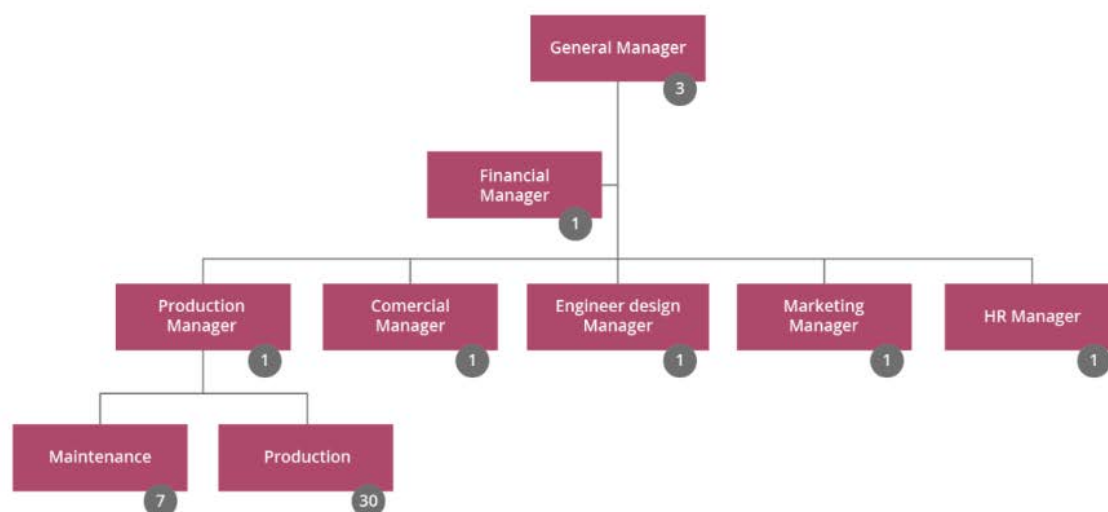 General Manager
3
Financial
Manager
1
Production
Manager
1
Comercial
Manager
1
Engineer design
Manager
1
Marketing
Manager
1
HR Manager
1
Maintenance
7
Production
30